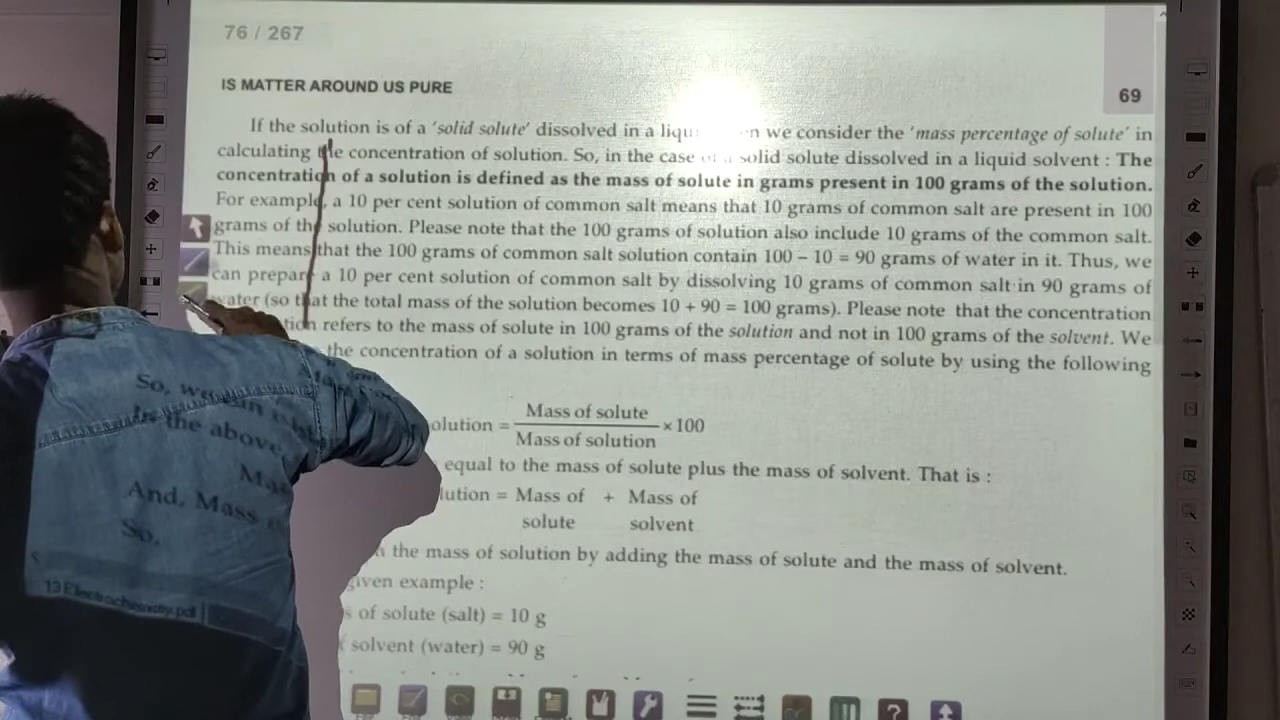 76 / 267
IS MATTER AROUND US PURE
69
If the solution is of a 'solid solute' dissolved in a we consider the 'mass percentage of solute' in
calculating the concentration of solution. So, in the case solid solute dissolved in a liquid solvent : The
concentration of a solution is defined as the mass of solute in grams present in 100 grams of the solution.
For example, a 10 per cent solution of common salt means that 10 grams of common salt are present in 100
grams of the solution. Please note that the 100 grams of solution also include 10 grams of the common salt.
This means that the 100 grams of common salt solution contain 100 – 10 = 90 grams of water in it. Thus, we
can prepare a 10 per cent solution of common salt by dissolving 10 grams of common salt in 90 grams of
water (so that the total mass of the solution becomes 10 + 90 = 100 grams). Please note that the concentration
refers to the mass of solute in 100 grams of the solution and not in 100 grams of the solvent. We
the concentration of a solution in terms of mass percentage of solute by using the following
olution = Mass of solute
Mass of solution × 100
equal to the mass of solute plus the mass of solvent. That is :
lution = Mass of + Mass of
solute solvent
the mass of solution by adding the mass of solute and the mass of solvent.
given example :
s of solute (salt) = 10 g
solvent (water) = 90 g
So, we
in the above
And, Mass
So,
13 Electrochemistry.pdf